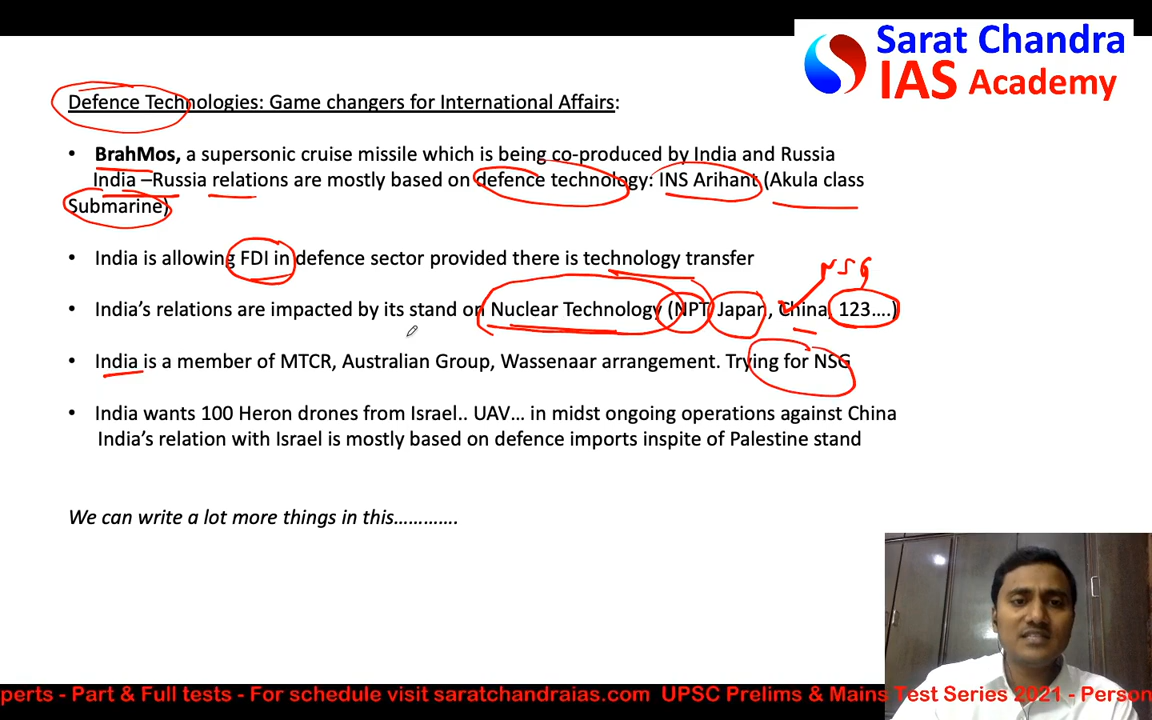 Sarat Chandra
IAS Academy
Defence Technologies: Game changers for International Affairs:
• BrahMos, a supersonic cruise missile which is being co-produced by India and Russia
India –Russia relations are mostly based on defence technology: INS Arihant (Akula class
Submarine)
• India is allowing FDI in defence sector provided there is technology transfer
NSG
• India's relations are impacted by its stand on Nuclear Technology (NPT, Japan, China, 123....)
• India is a member of MTCR, Australian Group, Wassenaar arrangement. Trying for NSG
• India wants 100 Heron drones from Israel.. UAV... in midst ongoing operations against China
India's relation with Israel is mostly based on defence imports inspite of Palestine stand
We can write a lot more things in this.............
perts - Part & Full tests - For schedule visit saratchandraias.com UPSC Prelims & Mains Test Series 2021 - Person